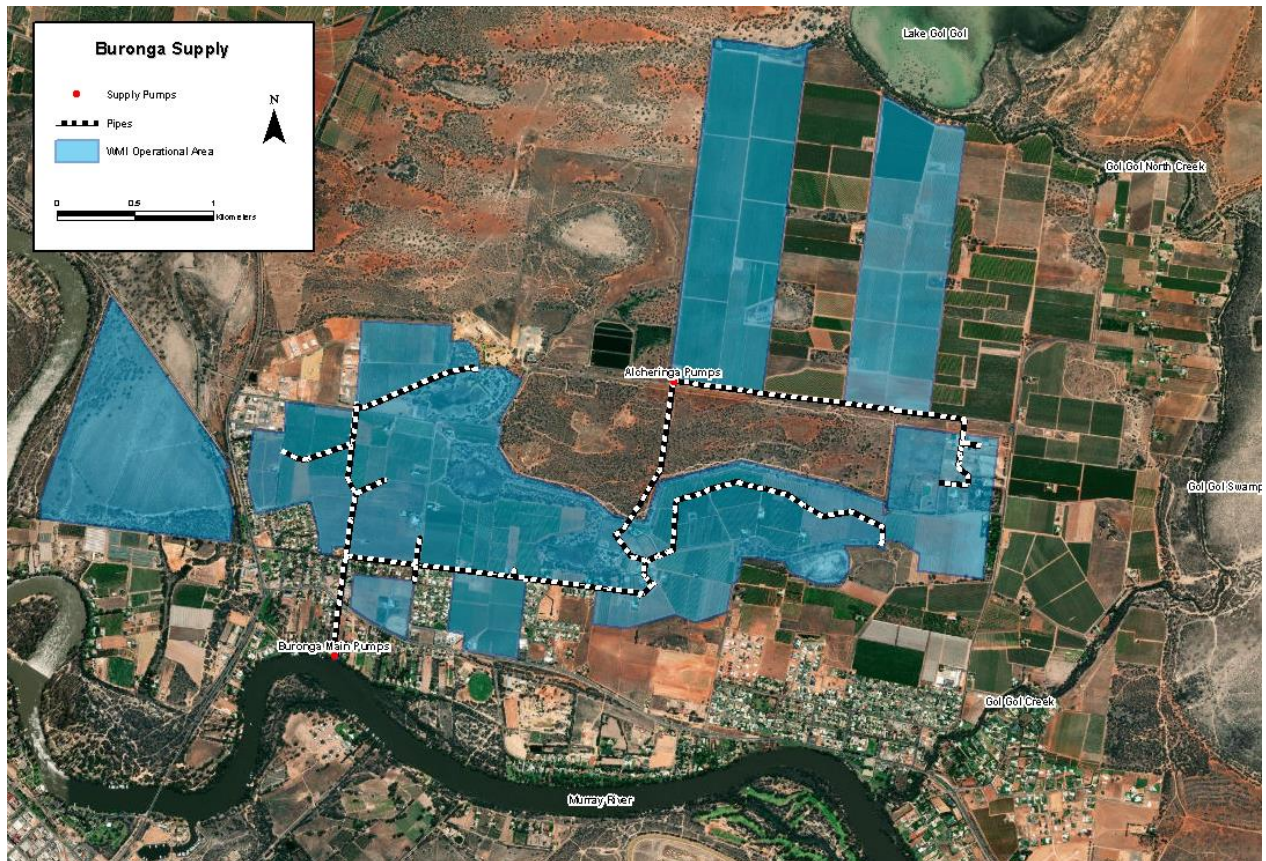 Buronga Supply
Supply Pumps
N
Pipes
WMI Operational Area
0 0.5 1
Kilometers
Lake Gol Gol
Gol Gol North Creek
Alcheringa Pumps
Gol Gol Swamp
Buronga Main Pumps
Gol Gol Creek
Murray River